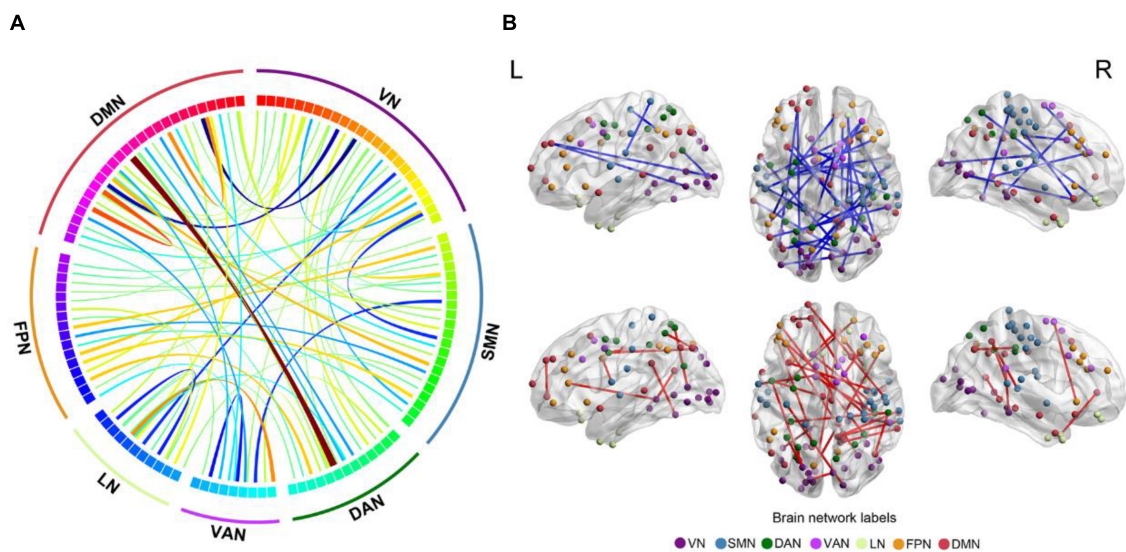 A
B
L
R
DMN
VN
FPN
SMN
LN
VAN
DAN
Brain network labels
VN SMN DAN VAN LN FPN DMN